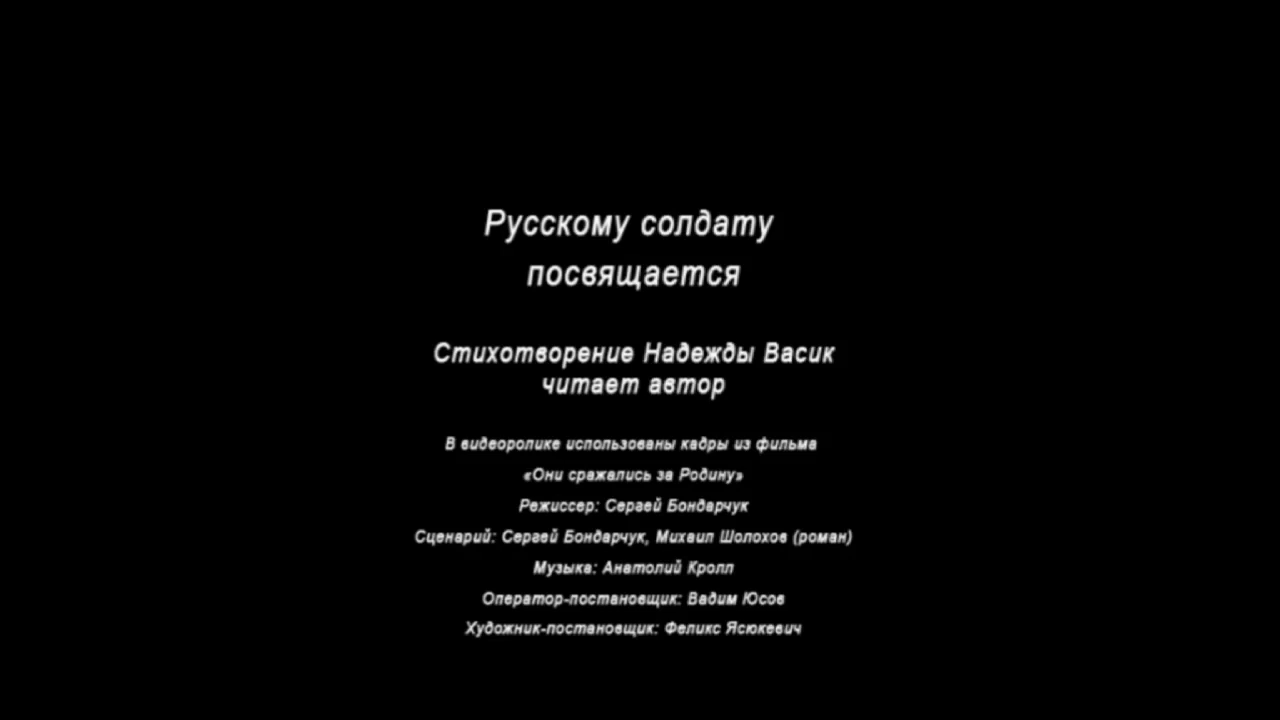 Русскому солдату
посвящается
Стихотворение Надежды Васик
читает автор
В видеоролике использованы кадры из фильма
«Они сражались за Родину»
Режиссер: Сергей Бондарчук
Сценарий: Сергей Бондарчук, Михаил Шолохов (роман)
Музыка: Анатолий Кролл
Оператор-постановщик: Вадим Юсов
Художник-постановщик: Феликс Ясюкевич